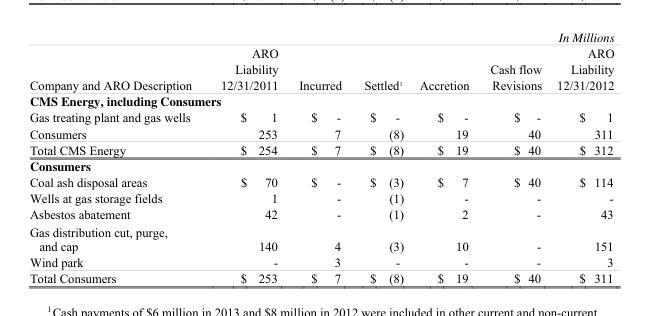 In Millions
ARO ARO
Liability Cash flow Liability
Company and ARO Description 12/31/2011 Incurred Settled¹ Accretion Revisions 12/31/2012
CMS Energy, including Consumers
Gas treating plant and gas wells $ 1 $ - $ - $ - $ - $ 1
Consumers 253 7 (8) 19 40 311
Total CMS Energy $ 254 $ 7 $ (8) $ 19 $ 40 $ 312
Consumers
Coal ash disposal areas $ 70 $ - $ (3) $ 7 $ 40 $ 114
Wells at gas storage fields 1 - (1) - - -
Asbestos abatement 42 - (1) 2 - 43
Gas distribution cut, purge,
and cap 140 4 (3) 10 - 151
Wind park - 3 - - - 3
Total Consumers $ 253 $ 7 $ (8) $ 19 $ 40 $ 311
¹Cash payments of $6 million in 2013 and $8 million in 2012 were included in other current and non-current